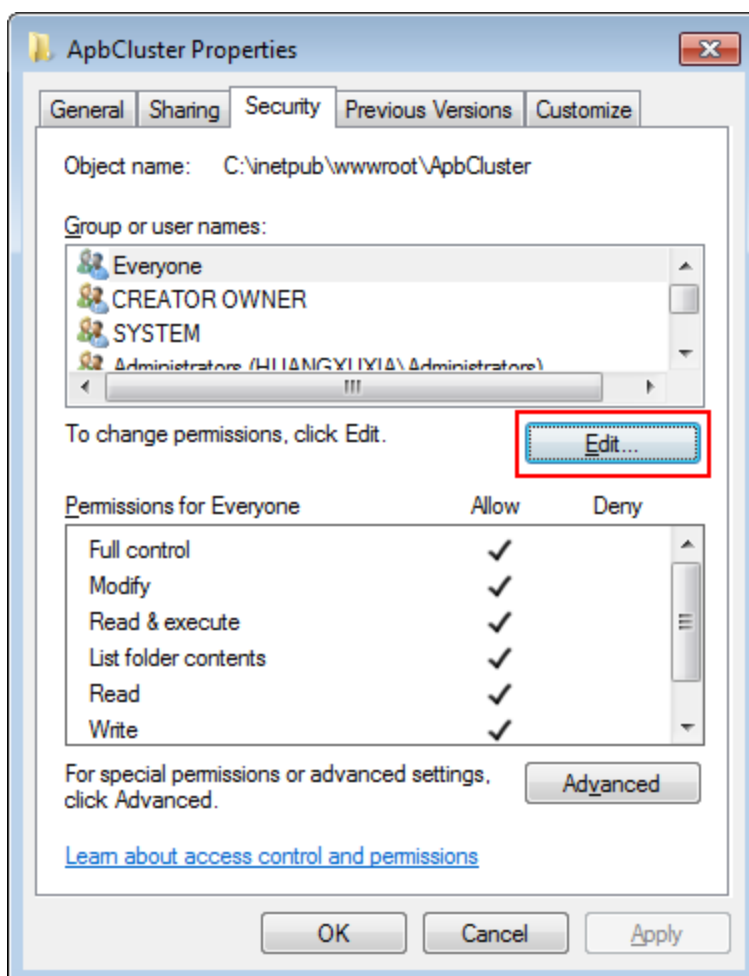 ApbCluster Properties
General Sharing Security Previous Versions Customize
Object name: C:\inetpub\wwwroot\ApbCluster
Group or user names:
Everyone
CREATOR OWNER
SYSTEM
Administrators (HUANGXUXIA\Administrators)
To change permissions, click Edit.
Edit...
Permissions for Everyone Allow Deny
Full control
Modify
Read & execute
List folder contents
Read
Write
For special permissions or advanced settings,
click Advanced.
Advanced
Learn about access control and permissions
OK Cancel Apply